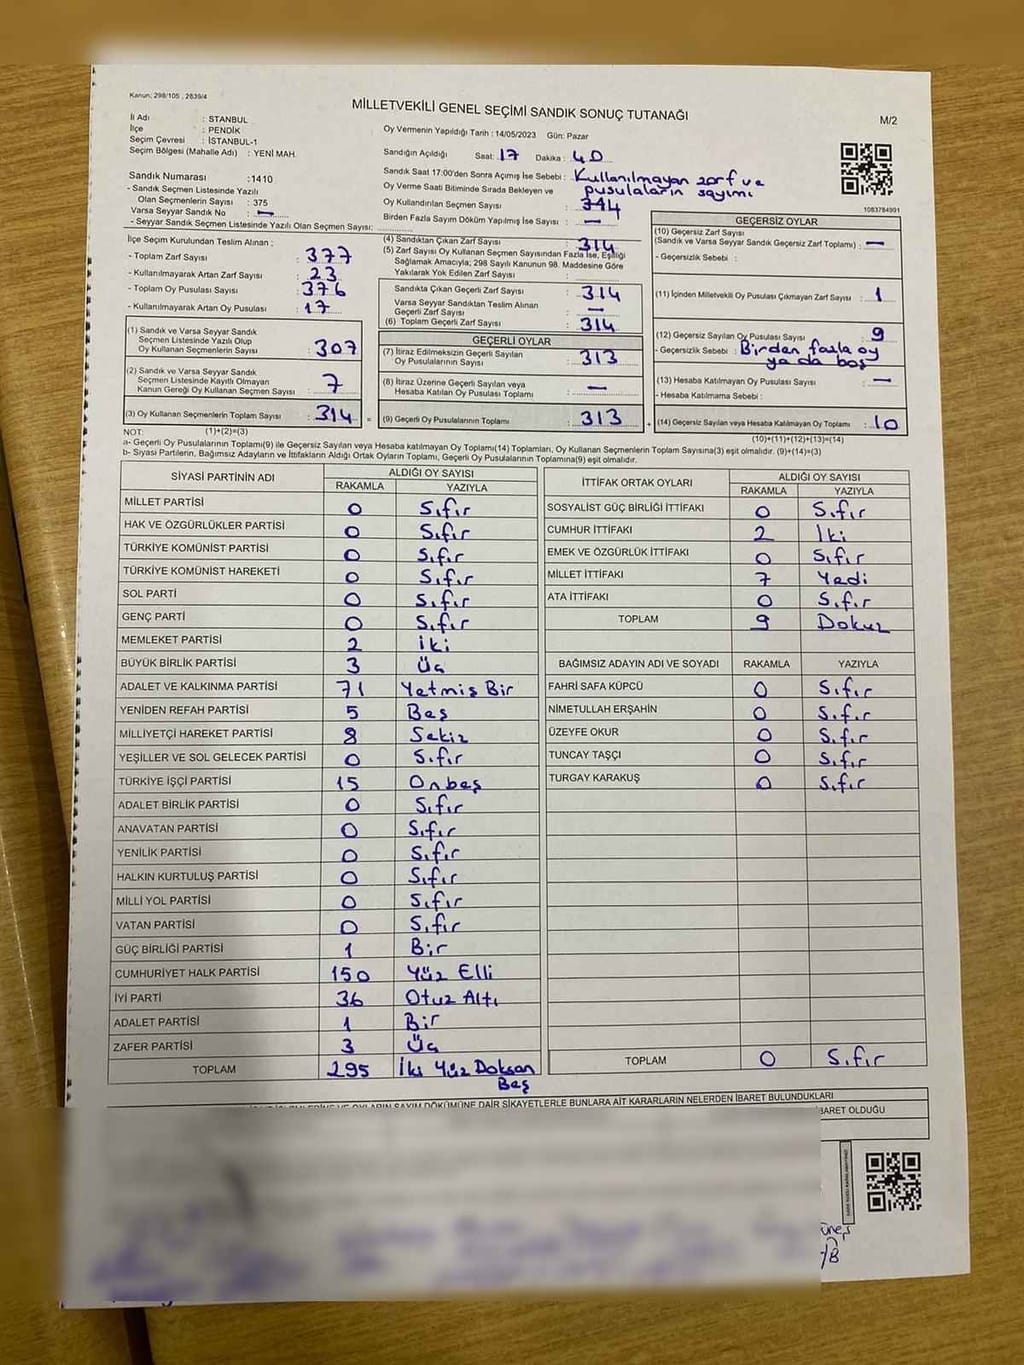 Kanun: 298/105 , 2839/4
MİLLETVEKİLİ GENEL SEÇİMİ SANDIK SONUÇ TUTANAĞI
M/2
İl Adı : STANBUL
İlçe : PENDİK
Seçim Çevresi : İSTANBUL-1
Seçim Bölgesi (Mahalle Adı) : YENİ MAH.
Oy Vermenin Yapıldığı Tarih : 14/05/2023 Gün: Pazar
Sandığın Açıldığı Saat: 17 Dakika : 40
Sandık Saat 17:00'den Sonra Açımış İse Sebebi : Kullanılmayan zarf ve
Oy Verme Saati Bitiminde Sırada Bekleyen ve pusulaların sayımı
Oy Kullandırılan Seçmen Sayısı : 314
Birden Fazla Sayım Döküm Yapılmış İse Sayısı : —
1083784991
Sandık Numarası :1410
- Sandık Seçmen Listesinde Yazılı
Olan Seçmenlerin Sayısı : 375
Varsa Seyyar Sandık No : —
- Seyyar Sandık Seçmen Listesinde Yazılı Olan Seçmen Sayısı:
İlçe Seçim Kurulundan Teslim Alınan ;
- Toplam Zarf Sayısı : 377
- Kullanılmayarak Artan Zarf Sayısı : 23
- Toplam Oy Pusulası Sayısı : 376
- Kullanılmayarak Artan Oy Pusulası : 17
(1) Sandık ve Varsa Seyyar Sandık
Seçmen Listesinde Yazılı Olup
Oy Kullanan Seçmenlerin Sayısı : 307
(2) Sandık ve Varsa Seyyar Sandık
Seçmen Listesinde Kayıtlı Olmayan
Kanun Gereği Oy Kullanan Seçmen Sayısı : 7
(3) Oy Kullanan Seçmenlerin Toplam Sayısı : 314 =
(4) Sandıktan Çıkan Zarf Sayısı : 314
(5) Zarf Sayısı Oy Kullanan Seçmen Sayısından Fazla İse, Eşitliği
Sağlamak Amacıyla; 298 Sayılı Kanunun 98. Maddesine Göre
Yakılarak Yok Edilen Zarf Sayısı :
Sandıkta Çıkan Geçerli Zarf Sayısı : 314
Varsa Seyyar Sandıktan Teslim Alınan
Geçerli Zarf Sayısı : —
(6) Toplam Geçerli Zarf Sayısı : 314
GEÇERLİ OYLAR
(7) İtiraz Edilmeksizin Geçerli Sayılan
Oy Pusulalarının Sayısı : 313
(8) İtiraz Üzerine Geçerli Sayılan veya
Hesaba Katılan Oy Pusulası Toplamı : —
(9) Geçerli Oy Pusulalarının Toplamı : 313 +
GEÇERSİZ OYLAR
(10) Geçersiz Zarf Sayısı
(Sandık ve Varsa Seyyar Sandık Geçersiz Zarf Toplamı) : —
- Geçersizlik Sebebi :
(11) İçinden Milletvekili Oy Pusulası Çıkmayan Zarf Sayısı : 1
(12) Geçersiz Sayılan Oy Pusulası Sayısı : 9
- Geçersizlik Sebebi : Birden fazla oy
ya da boş
(13) Hesaba Katılmayan Oy Pusulası Sayısı : —
- Hesaba Katılmama Sebebi :
(14) Geçersiz Sayılan veya Hesaba Katılmayan Oy Toplamı : 10
NOT: (1)+(2)=(3)
(10)+(11)+(12)+(13)=(14)
a- Geçerli Oy Pusulalarının Toplamı(9) ile Geçersiz Sayılan veya Hesaba katılmayan Oy Toplamı(14) Toplamları, Oy Kullanan Seçmenlerin Toplam Sayısına(3) eşit olmalıdır. (9)+(14)=(3)
b- Siyasi Partilerin, Bağımsız Adayların ve İttifakların Aldığı Ortak Oyların Toplamı, Geçerli Oy Pusulalarının Toplamına(9) eşit olmalıdır.
SİYASİ PARTİNİN ADI ALDIĞI OY SAYISI
RAKAMLA YAZIYLA
MİLLET PARTİSİ 0 Sıfır
HAK VE ÖZGÜRLÜKLER PARTİSİ 0 Sıfır
TÜRKİYE KOMÜNİST PARTİSİ 0 Sıfır
TÜRKİYE KOMÜNİST HAREKETİ 0 Sıfır
SOL PARTİ 0 Sıfır
GENÇ PARTİ 0 Sıfır
MEMLEKET PARTİSİ 2 İki
BÜYÜK BİRLİK PARTİSİ 3 Üç
ADALET VE KALKINMA PARTİSİ 71 Yetmiş Bir
YENİDEN REFAH PARTİSİ 5 Beş
MİLLİYETÇİ HAREKET PARTİSİ 8 Sekiz
YEŞİLLER VE SOL GELECEK PARTİSİ 0 Sıfır
TÜRKİYE İŞÇİ PARTİSİ 15 Onbeş
ADALET BİRLİK PARTİSİ 0 Sıfır
ANAVATAN PARTİSİ 0 Sıfır
YENİLİK PARTİSİ 0 Sıfır
HALKIN KURTULUŞ PARTİSİ 0 Sıfır
MİLLİ YOL PARTİSİ 0 Sıfır
VATAN PARTİSİ 0 Sıfır
GÜÇ BİRLİĞİ PARTİSİ 1 Bir
CUMHURİYET HALK PARTİSİ 150 Yüz Elli
İYİ PARTİ 36 Otuz Altı
ADALET PARTİSİ 1 Bir
ZAFER PARTİSİ 3 Üç
TOPLAM 295 İki Yüz Doksan
Beş
İTTİFAK ORTAK OYLARI ALDIĞI OY SAYISI
RAKAMLA YAZIYLA
SOSYALİST GÜÇ BİRLİĞİ İTTİFAKI 0 Sıfır
CUMHUR İTTİFAKI 2 İki
EMEK VE ÖZGÜRLÜK İTTİFAKI 0 Sıfır
MİLLET İTTİFAKI 7 Yedi
ATA İTTİFAKI 0 Sıfır
TOPLAM 9 Dokuz
BAĞIMSIZ ADAYIN ADI VE SOYADI RAKAMLA YAZIYLA
FAHRİ SAFA KÜPCÜ 0 Sıfır
NİMETULLAH ERŞAHİN 0 Sıfır
ÜZEYFE OKUR 0 Sıfır
TUNCAY TAŞÇI 0 Sıfır
TURGAY KARAKUŞ 0 Sıfır
TOPLAM 0 Sıfır
OYLARIN SAYIM DÖKÜMÜNE DAİR ŞİKAYETLERLE BUNLARA AİT KARARLARIN NELERDEN İBARET BULUNDUKLARI
BARET OLDUĞU